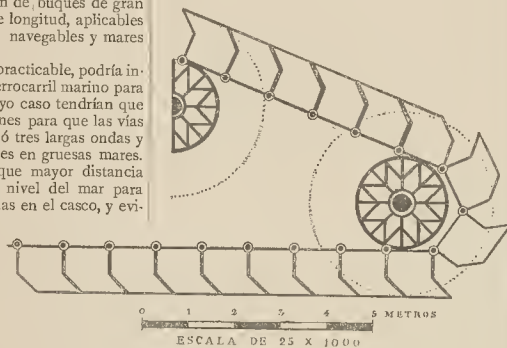 n de buques de gran
e longitud, aplicables
navegables y mares
practicable, podría in-
errocarril marino para
yo caso tendrían que
nes para que las vías
ó tres largas ondas y
es en gruesas mares.
que mayor distancia
nivel del mar para
as en el casco, y evi-
0 1 2 3 4 5 METROS
ESCALA DE 25 X 1000